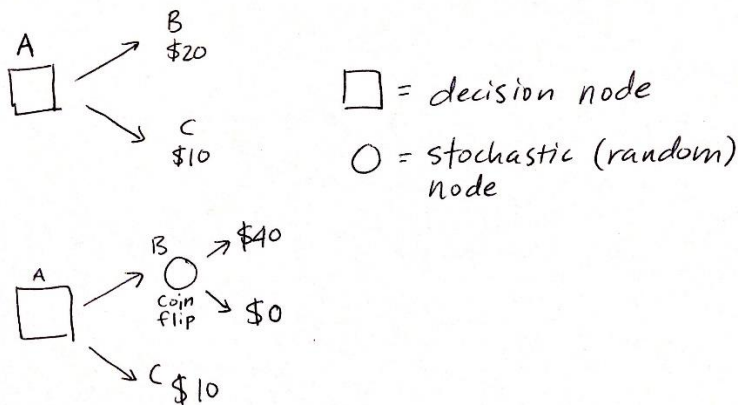 A
B
$20
C
$10
= decision node
= stochastic (random)
node
A
B
coin
flip
$40
$0
C $10